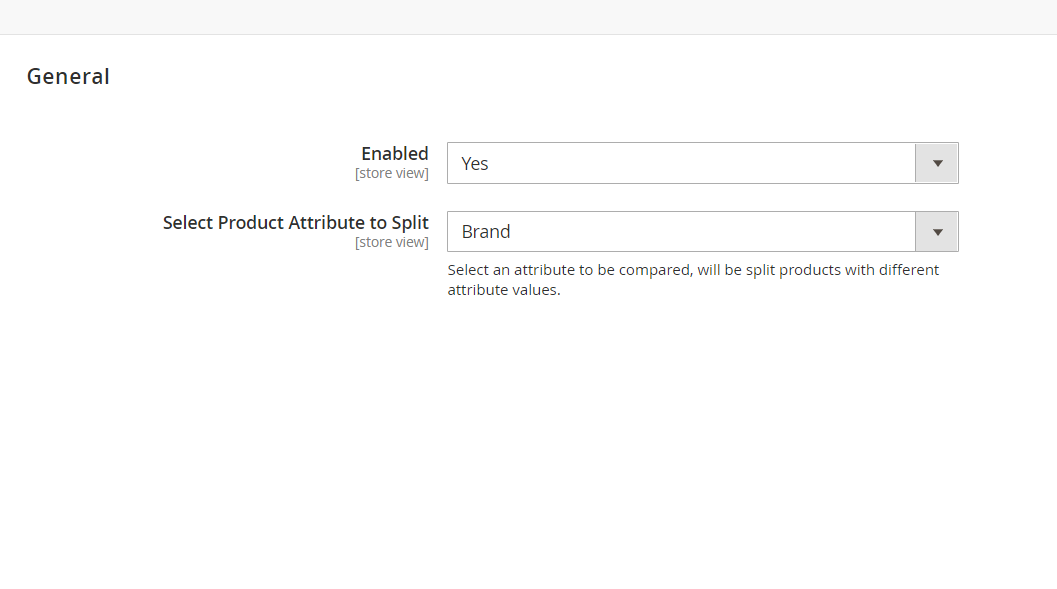 General
Enabled
[store view]
Yes
Select Product Attribute to Split
[store view]
Brand
Select an attribute to be compared, will be split products with different
attribute values.